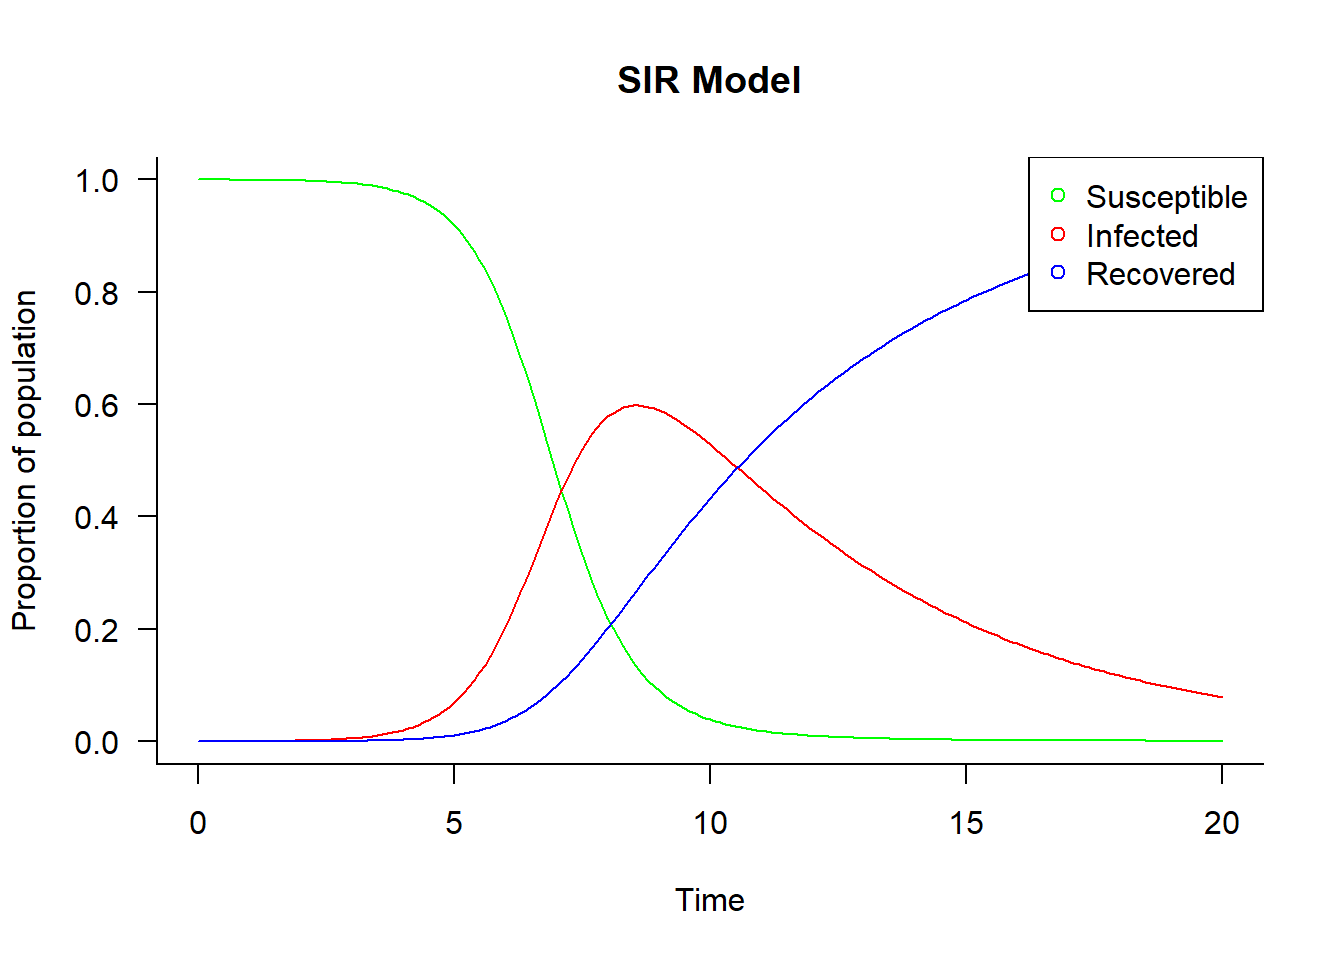 SIR Model
Susceptible
Infected
Recovered
1.0
0.8
0.6
0.4
0.2
0.0
Proportion of population
0 5 10 15 20
Time